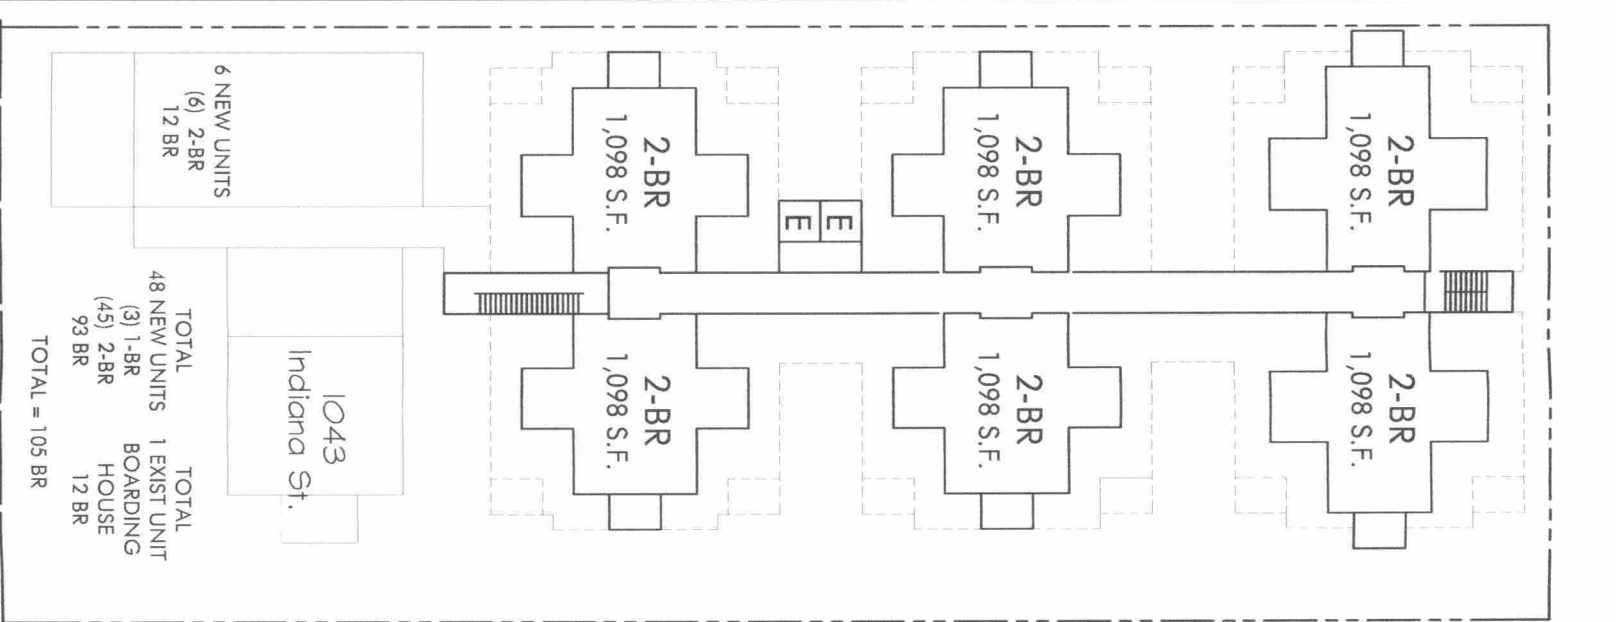 6 NEW UNITS
(6) 2-BR
12 BR
2-BR
1,098 S.F.
2-BR
1,098 S.F.
2-BR
1,098 S.F.
E
E
2-BR
1,098 S.F.
2-BR
1,098 S.F.
2-BR
1,098 S.F.
1043
Indiana St.
TOTAL
48 NEW UNITS
(3) 1-BR
(45) 2-BR
93 BR
TOTAL
1 EXIST UNIT
BOARDING
HOUSE
12 BR
TOTAL = 105 BR